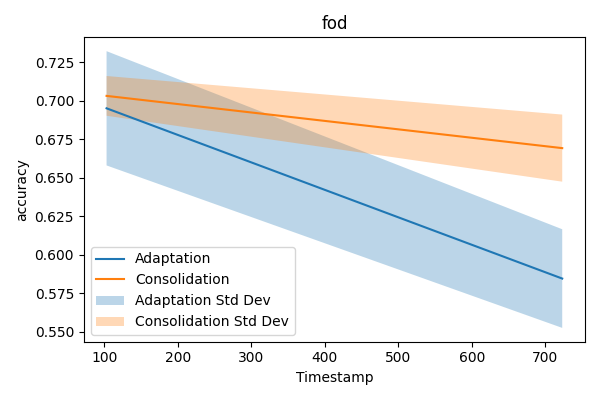 fod
accuracy
0.725
0.700
0.675
0.650
0.625
0.600
0.575
0.550
Adaptation
Consolidation
Adaptation Std Dev
Consolidation Std Dev
100 200 300 400 500 600 700
Timestamp